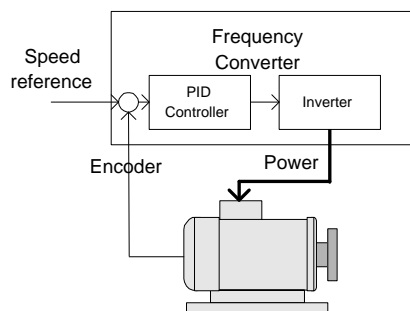 Frequency
Converter
Speed
reference
PID
Controller
Inverter
Encoder
Power